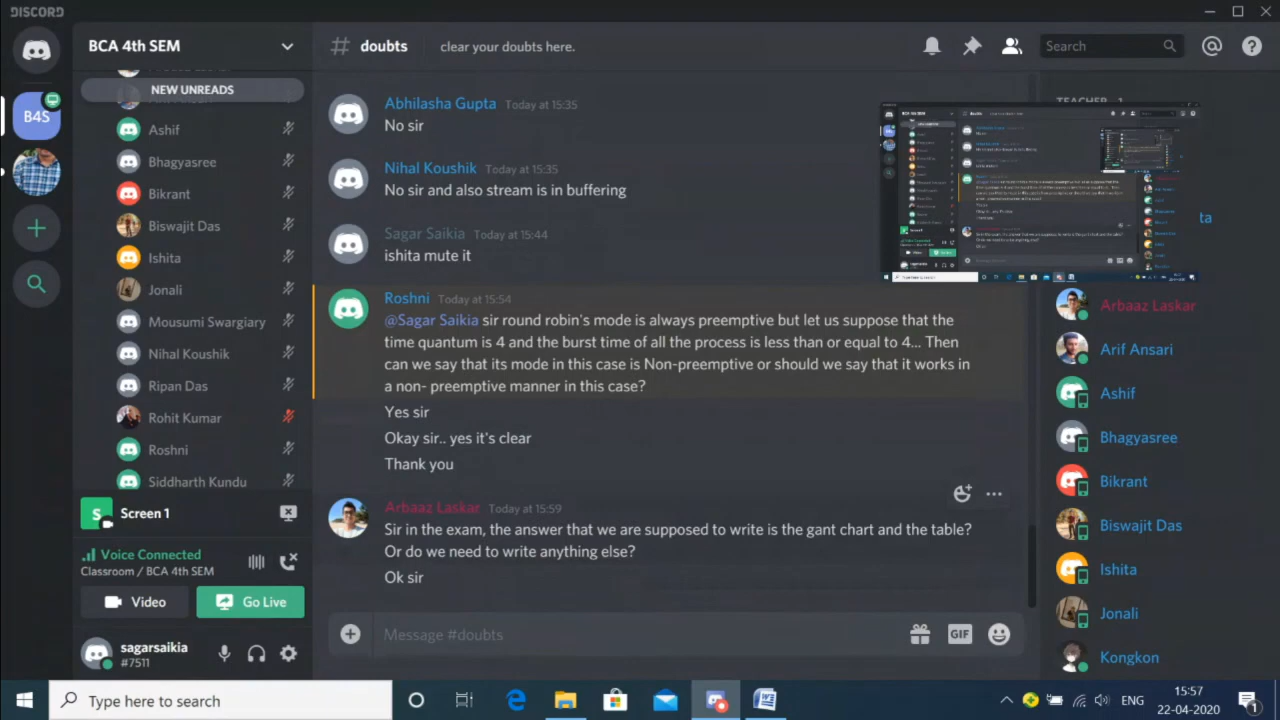 DISCORD
BCA 4th SEM
# doubts
clear your doubts here.
Search
NEW UNREADS
B4S
Ashif
Bhagyasree
Bikrant
Biswajit Das
Ishita
Jonali
Mousumi Swargiary
Nihal Koushik
Ripan Das
Rohit Kumar
Roshni
Siddharth Kundu
S
Screen 1
Voice Connected
Classroom / BCA 4th SEM
Video
Go Live
sagarsaikia
#7511
Abhilasha Gupta Today at 15:35
No sir
Nihal Koushik Today at 15:35
No sir and also stream is in buffering
Sagar Saikia Today at 15:44
shita mute it
Roshni Today at 15:54
@Sagar Saikia sir round robin's mode is always preemptive but let us suppose that the
time quantum is 4 and the burst time of all the process is less than or equal to 4... Then
can we say that its mode in this case is Non-preemptive or should we say that it works in
a non- preemptive manner in this case?
Yes sir
Okay sir.. yes it's clear
Thank you
Arbaaz Laskar Today at 15:59
Sir in the exam, the answer that we are supposed to write is the gant chart and the table?
Or do we need to write anything else?
Ok sir
Message #doubts
GIF
ta
Arbaaz Laskar
Arif Ansari
Ashif
Bhagyasree
Bikrant
Biswajit Das
Ishita
Jonali
Kongkon
Type here to search
ENG
15:57
22-04-2020
1